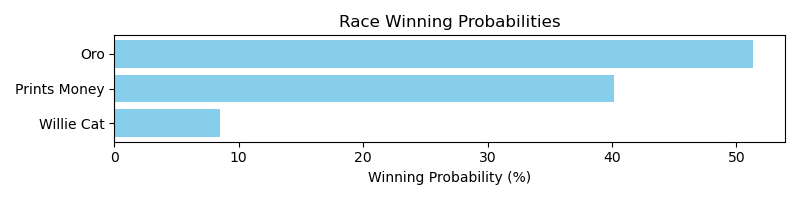 Race Winning Probabilities
Oro
Prints Money
Willie Cat
0 10 20 30 40 50
Winning Probability (%)